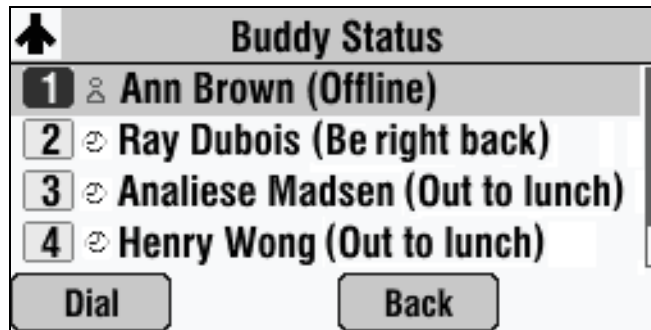 Buddy Status
1 Ann Brown (Offline)
2 Ray Dubois (Be right back)
3 Analiese Madsen (Out to lunch)
4 Henry Wong (Out to lunch)
Dial Back